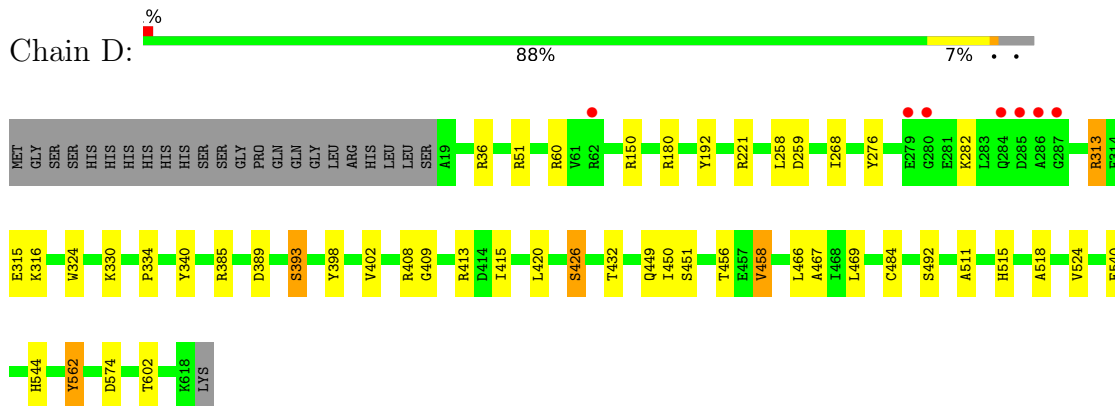 .%
Chain D:
88% 7% • •
MET GLY SER SER HIS HIS HIS HIS HIS HIS SER SER GLY PRO GLN GLN GLY LEU ARG HIS LEU LEU SER A19 R36 R51 R60 V61 R62 R150 R180 Y192 R221 L258 D259 I268 Y276 E279 G280 E281 K282 L283 Q284 D285 A286 G287 R313 E314
E315 K316 W324 K330 P334 Y340 R385 D389 S393 Y398 V402 R408 G409 R413 D414 I415 L420 S426 T432 Q449 I450 S451 T456 E457 V458 L466 A467 I468 L469 C484 S492 A511 H515 A518 V524
H544 Y562 D574 T602 K618 LYS